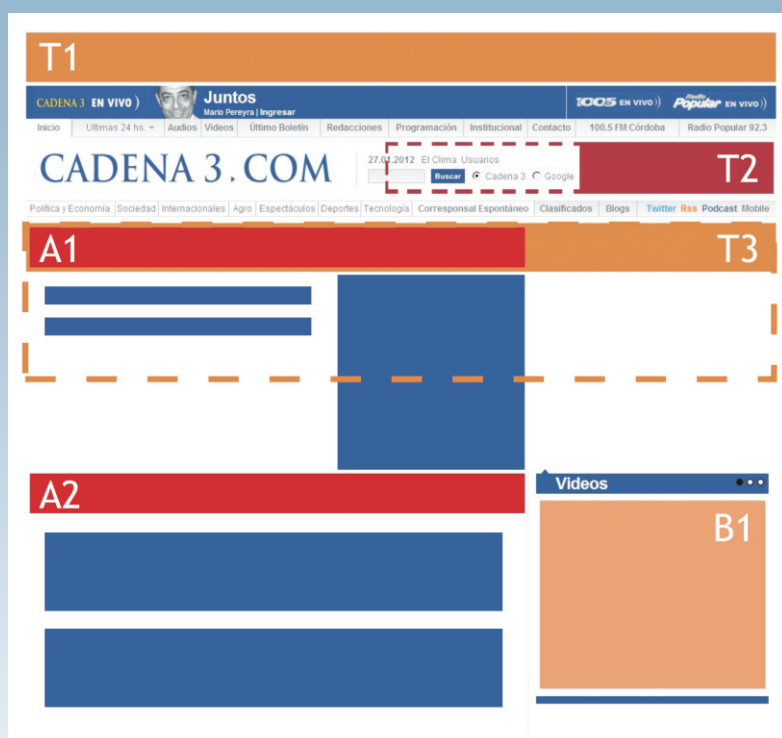 T1
CADENA 3 EN VIVO )
Juntos
Mario Pereyra | Ingresar
100.5 EN VIVO ))
Radio Popular EN VIVO ))
Inicio Ultimas 24 hs. Audios Videos Último Boletín Redacciones Programación Institucional Contacto 100.5 FM Córdoba Radio Popular 92.3
CADENA 3 . COM
27.01.2012 El Clima Usuarios
Buscar Cadena 3 Google
T2
Política y Economía Sociedad Internacionales Agro Espectáculos Deportes Tecnología Corresponsal Espontáneo Clasificados Blogs Twitter Rss Podcast Mobile
A1
T3
A2
Videos
B1